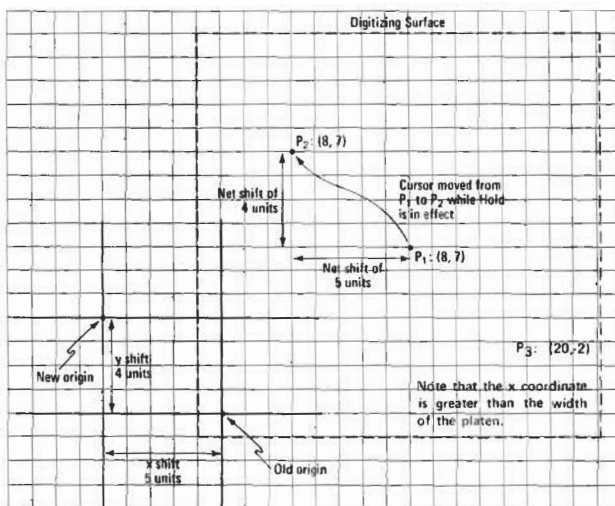 Digitizing Surface
P₂: (8, 7)
Net shift of
4 units
Cursor moved from
P₁ to P₂ while Hold
is in effect
P₁: (8, 7)
Net shift of
5 units
P₃: (20,-2)
New origin
y shift
4 units
Note that the x coordinate
is greater than the width
of the platen.
x shift
5 units
Old origin